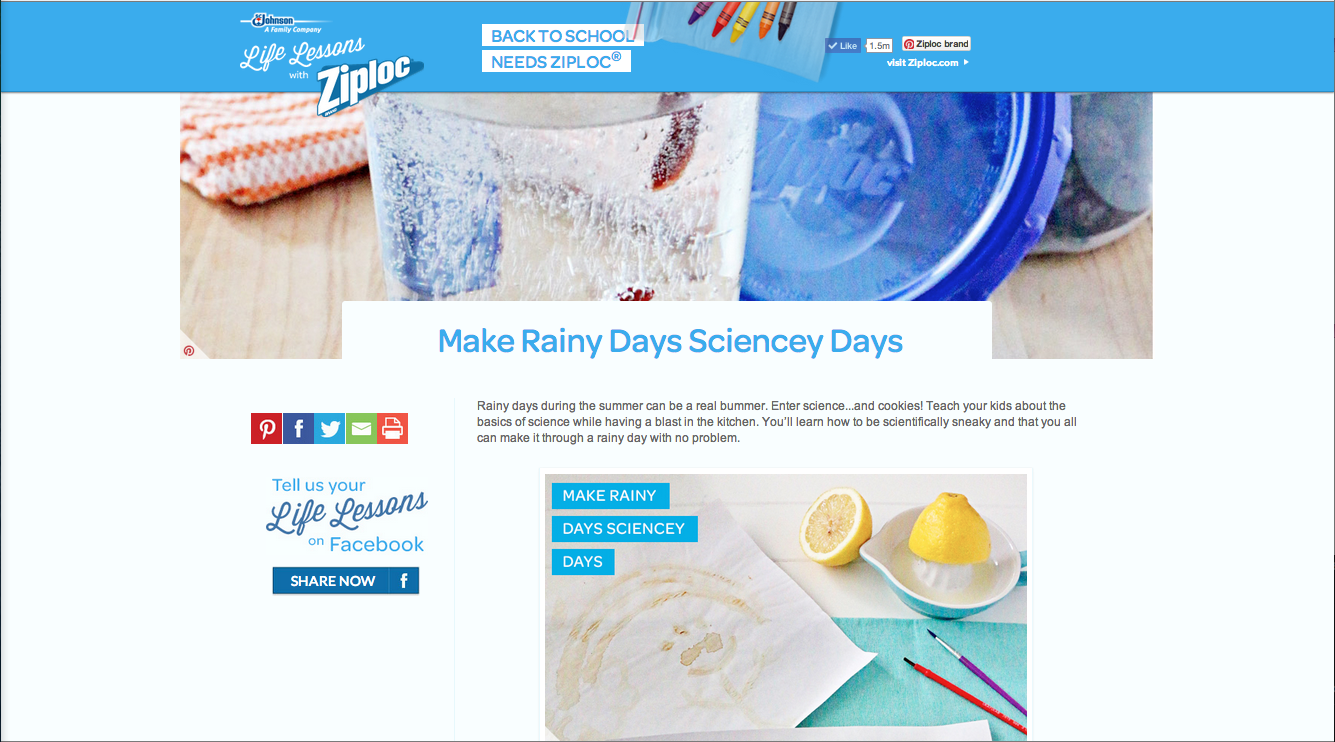 SC Johnson
A Family Company
Life Lessons
with Ziploc
BRAND
BACK TO SCHOOL
NEEDS ZIPLOC®
Like 1.5m
Ziploc brand
visit Ziploc.com
Ziploc
Make Rainy Days Sciencey Days
Rainy days during the summer can be a real bummer. Enter science...and cookies! Teach your kids about the
basics of science while having a blast in the kitchen. You'll learn how to be scientifically sneaky and that you all
can make it through a rainy day with no problem.
Tell us your
Life Lessons
on Facebook
SHARE NOW f
MAKE RAINY
DAYS SCIENCEY
DAYS